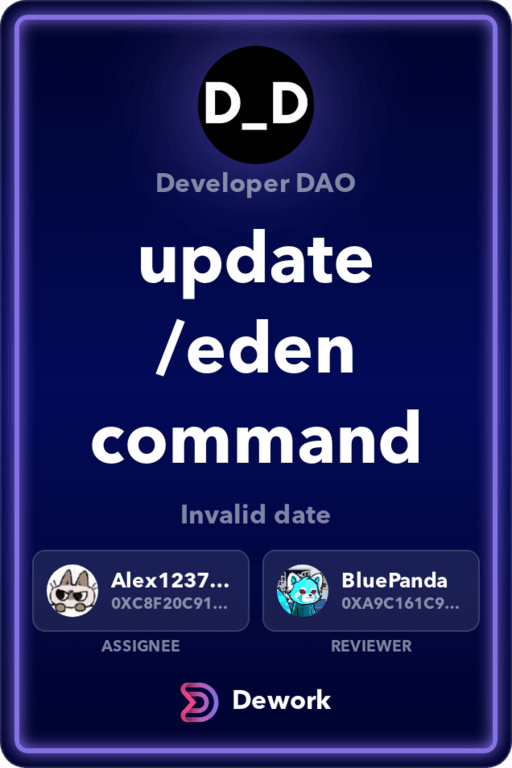 D_D
Developer DAO
update
/eden
command
Invalid date
Alex1237...
0XC8F20C91...
ASSIGNEE
BluePanda
0XA9C161C9...
REVIEWER
Dework